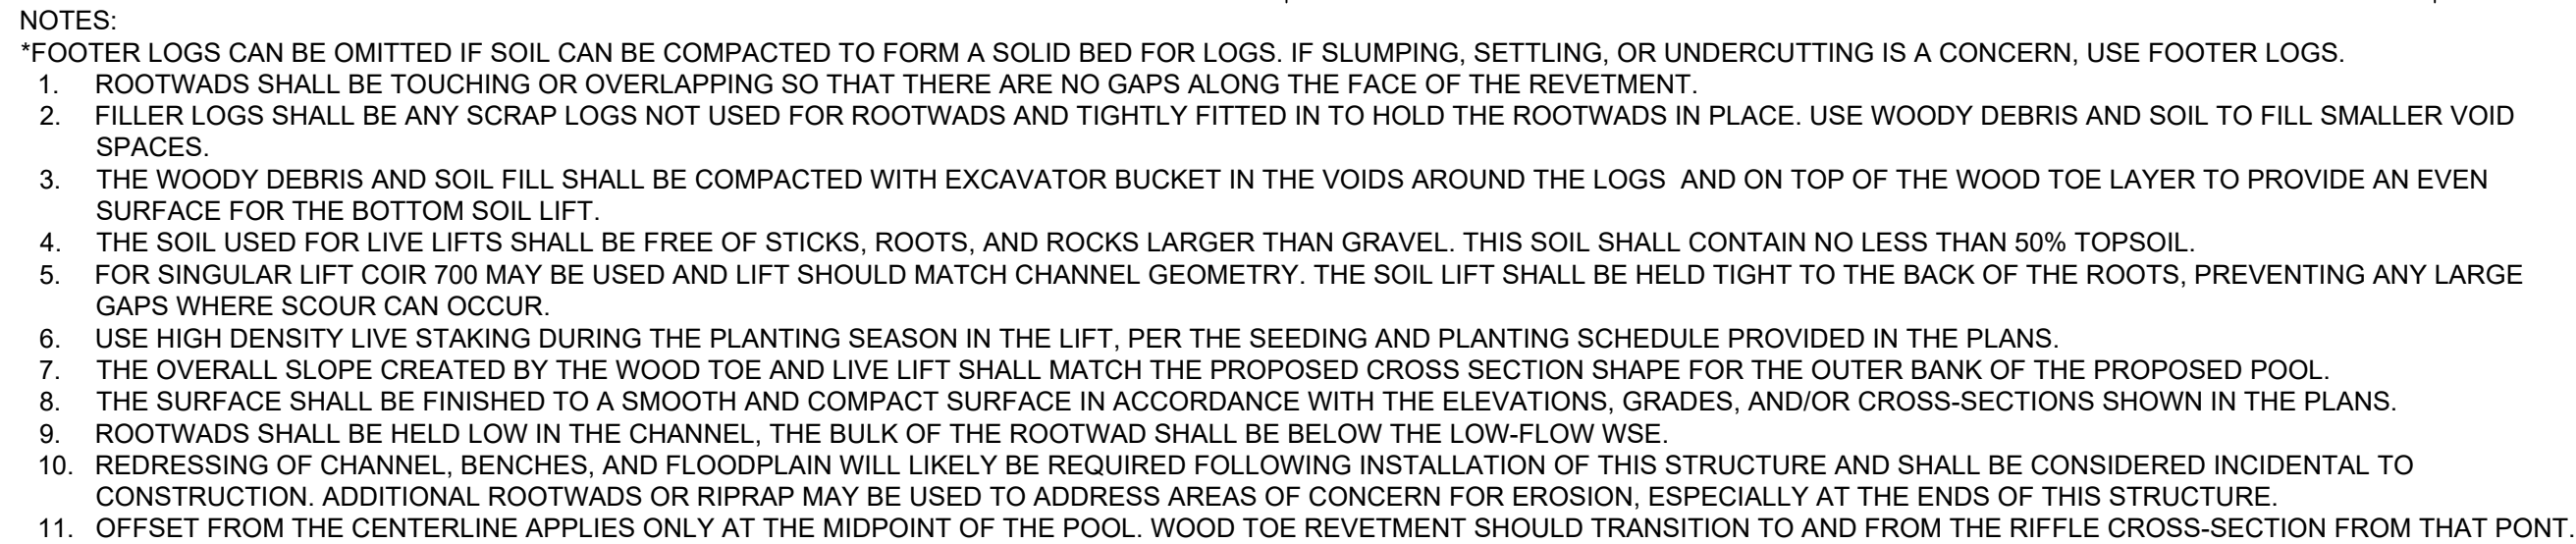 NOTES:
*FOOTER LOGS CAN BE OMITTED IF SOIL CAN BE COMPACTED TO FORM A SOLID BED FOR LOGS. IF SLUMPING, SETTLING, OR UNDERCUTTING IS A CONCERN, USE FOOTER LOGS.
1. ROOTWADS SHALL BE TOUCHING OR OVERLAPPING SO THAT THERE ARE NO GAPS ALONG THE FACE OF THE REVETMENT.
2. FILLER LOGS SHALL BE ANY SCRAP LOGS NOT USED FOR ROOTWADS AND TIGHTLY FITTED IN TO HOLD THE ROOTWADS IN PLACE. USE WOODY DEBRIS AND SOIL TO FILL SMALLER VOID
SPACES.
3. THE WOODY DEBRIS AND SOIL FILL SHALL BE COMPACTED WITH EXCAVATOR BUCKET IN THE VOIDS AROUND THE LOGS AND ON TOP OF THE WOOD TOE LAYER TO PROVIDE AN EVEN
SURFACE FOR THE BOTTOM SOIL LIFT.
4. THE SOIL USED FOR LIVE LIFTS SHALL BE FREE OF STICKS, ROOTS, AND ROCKS LARGER THAN GRAVEL. THIS SOIL SHALL CONTAIN NO LESS THAN 50% TOPSOIL.
5. FOR SINGULAR LIFT COIR 700 MAY BE USED AND LIFT SHOULD MATCH CHANNEL GEOMETRY. THE SOIL LIFT SHALL BE HELD TIGHT TO THE BACK OF THE ROOTS, PREVENTING ANY LARGE
GAPS WHERE SCOUR CAN OCCUR.
6. USE HIGH DENSITY LIVE STAKING DURING THE PLANTING SEASON IN THE LIFT, PER THE SEEDING AND PLANTING SCHEDULE PROVIDED IN THE PLANS.
7. THE OVERALL SLOPE CREATED BY THE WOOD TOE AND LIVE LIFT SHALL MATCH THE PROPOSED CROSS SECTION SHAPE FOR THE OUTER BANK OF THE PROPOSED POOL.
8. THE SURFACE SHALL BE FINISHED TO A SMOOTH AND COMPACT SURFACE IN ACCORDANCE WITH THE ELEVATIONS, GRADES, AND/OR CROSS-SECTIONS SHOWN IN THE PLANS.
9. ROOTWADS SHALL BE HELD LOW IN THE CHANNEL, THE BULK OF THE ROOTWAD SHALL BE BELOW THE LOW-FLOW WSE.
10. REDRESSING OF CHANNEL, BENCHES, AND FLOODPLAIN WILL LIKELY BE REQUIRED FOLLOWING INSTALLATION OF THIS STRUCTURE AND SHALL BE CONSIDERED INCIDENTAL TO
CONSTRUCTION. ADDITIONAL ROOTWADS OR RIPRAP MAY BE USED TO ADDRESS AREAS OF CONCERN FOR EROSION, ESPECIALLY AT THE ENDS OF THIS STRUCTURE.
11. OFFSET FROM THE CENTERLINE APPLIES ONLY AT THE MIDPOINT OF THE POOL. WOOD TOE REVETMENT SHOULD TRANSITION TO AND FROM THE RIFFLE CROSS-SECTION FROM THAT PONT.